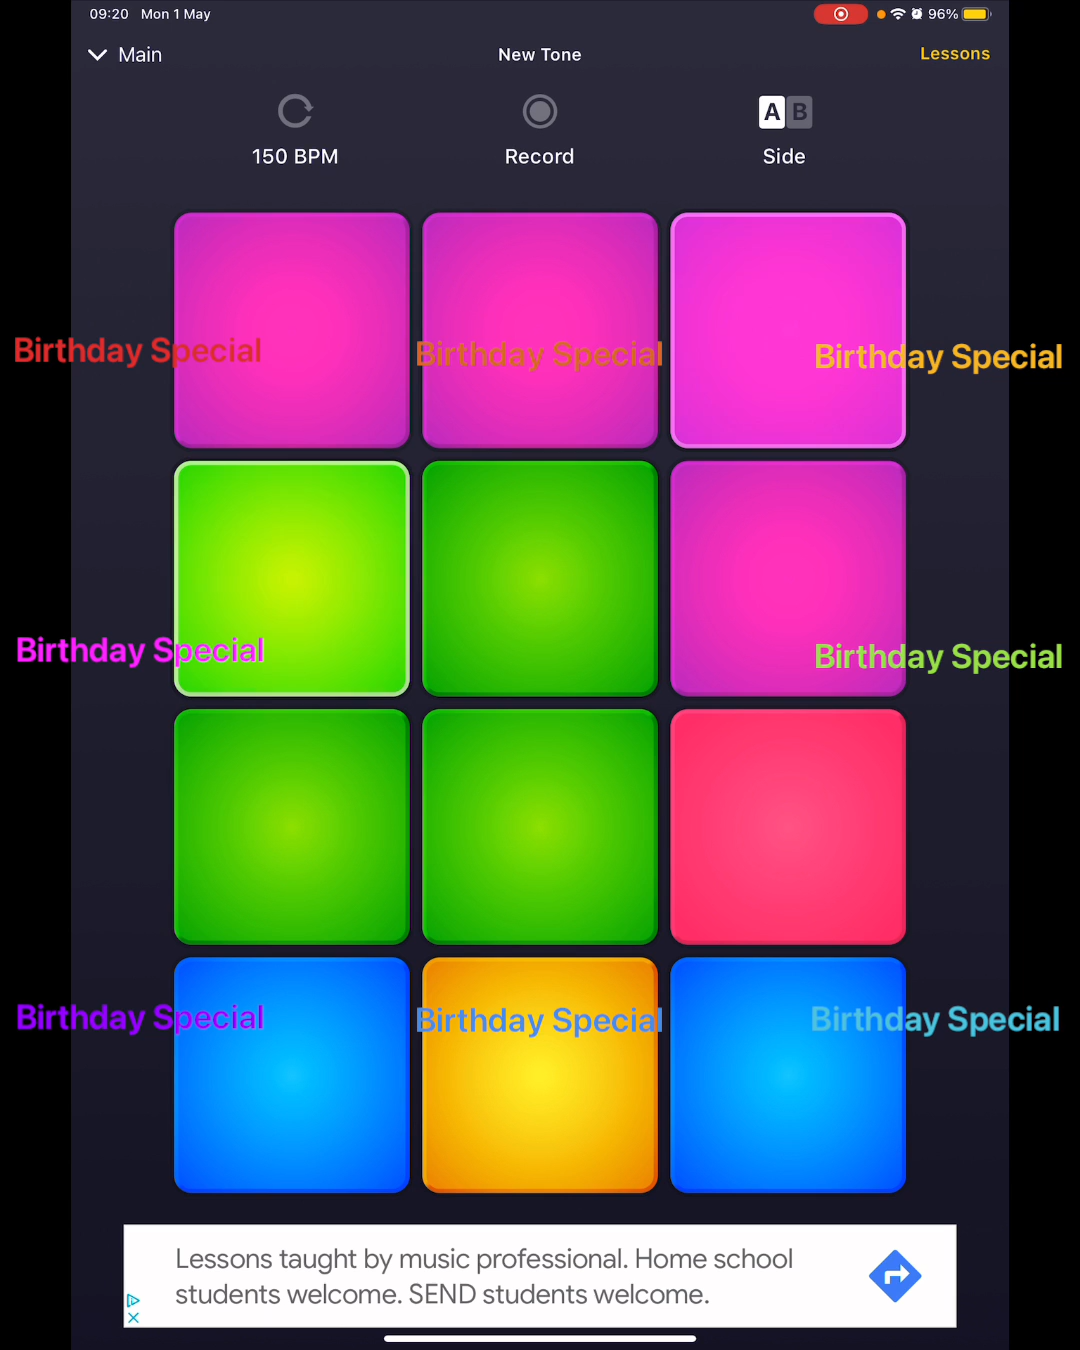 09:20 Mon 1 May 96%
Main New Tone Lessons
A B
150 BPM Record Side
Birthday Special Birthday Special Birthday Special
Birthday Special Birthday Special
Birthday Special Birthday Special Birthday Special
Lessons taught by music professional. Home school
students welcome. SEND students welcome.